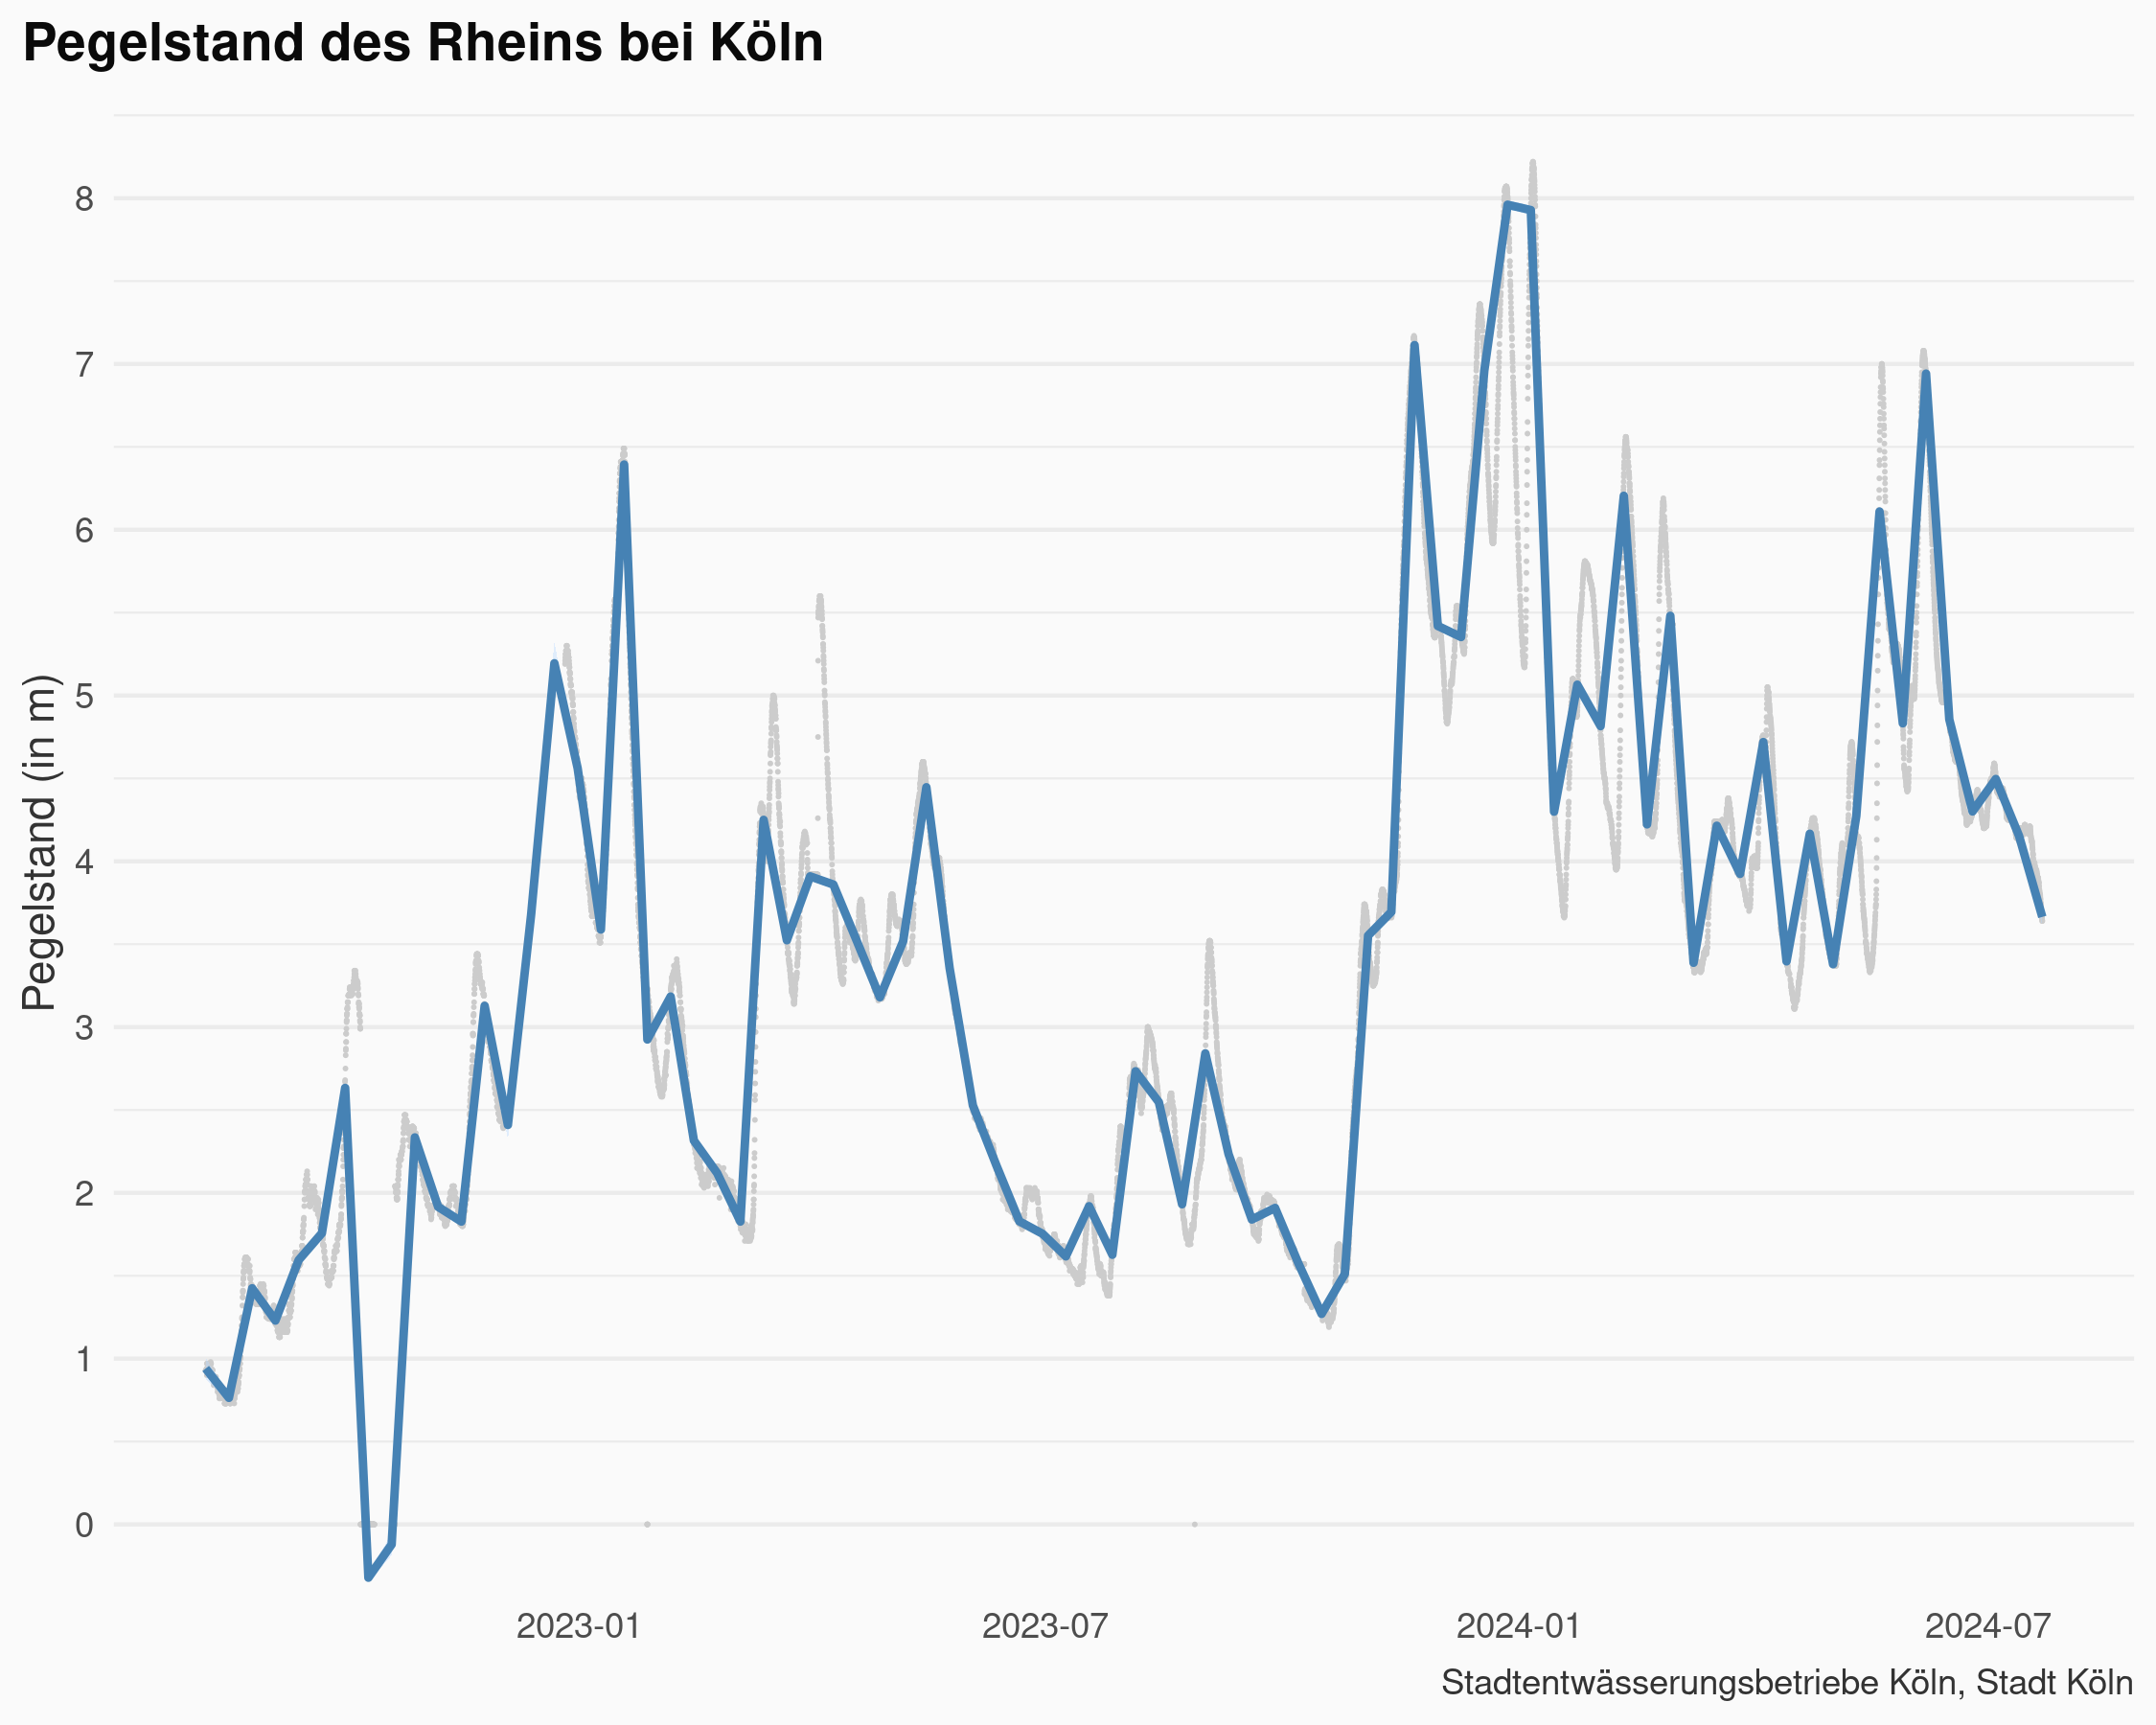 Pegelstand des Rheins bei Köln
Pegelstand (in m)
8
7
6
5
4
3
2
1
0
2023-01 2023-07 2024-01 2024-07
Stadtentwässerungsbetriebe Köln, Stadt Köln